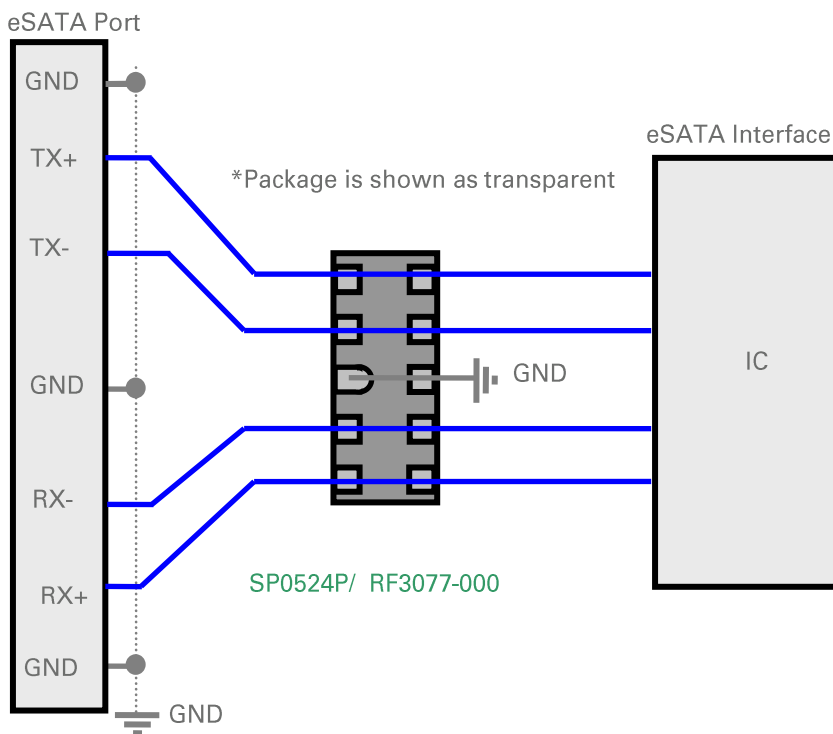 eSATA Port
GND
TX+
TX-
GND
RX-
RX+
GND
GND
*Package is shown as transparent
GND
SP0524P/ RF3077-000
eSATA Interface
IC